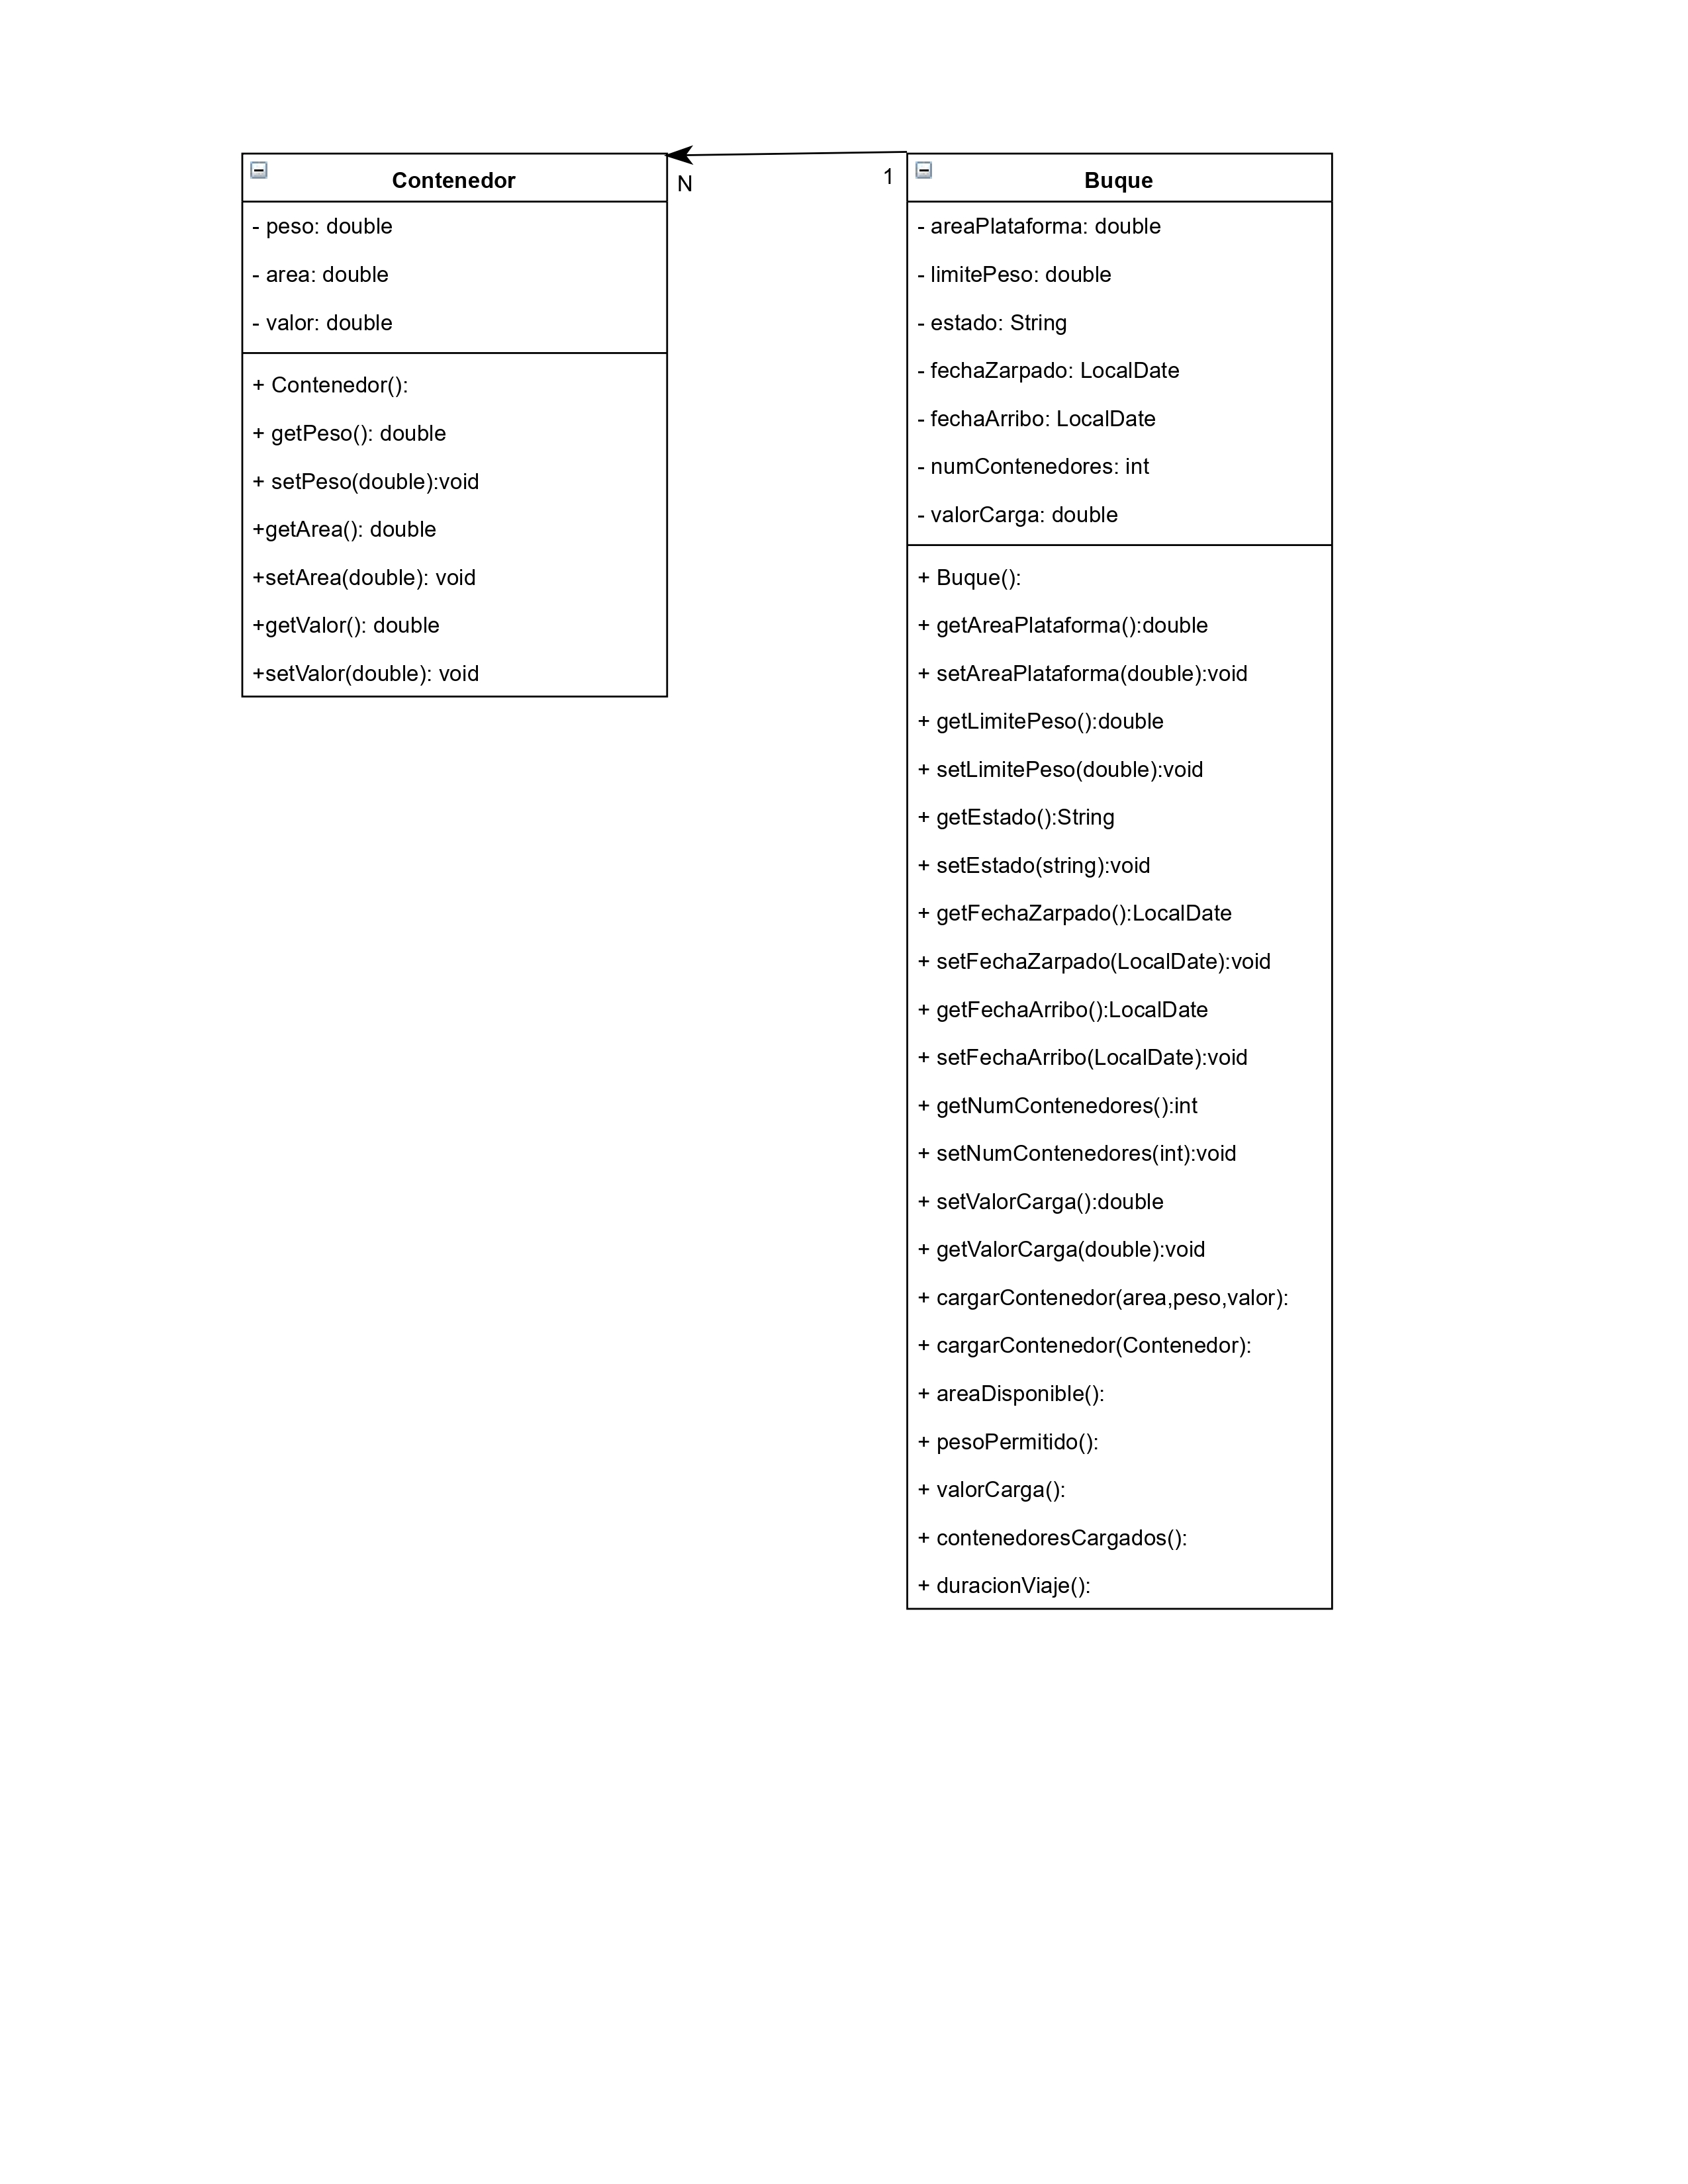 Contenedor
- peso: double
- area: double
- valor: double
+ Contenedor():
+ getPeso(): double
+ setPeso(double):void
+getArea(): double
+setArea(double): void
+getValor(): double
+setValor(double): void
N
1
Buque
- areaPlataforma: double
- limitePeso: double
- estado: String
- fechaZarpado: LocalDate
- fechaArribo: LocalDate
- numContenedores: int
- valorCarga: double
+ Buque():
+ getAreaPlataforma():double
+ setAreaPlataforma(double):void
+ getLimitePeso():double
+ setLimitePeso(double):void
+ getEstado():String
+ setEstado(string):void
+ getFechaZarpado():LocalDate
+ setFechaZarpado(LocalDate):void
+ getFechaArribo():LocalDate
+ setFechaArribo(LocalDate):void
+ getNumContenedores():int
+ setNumContenedores(int):void
+ setValorCarga():double
+ getValorCarga(double):void
+ cargarContenedor(area,peso,valor):
+ cargarContenedor(Contenedor):
+ areaDisponible():
+ pesoPermitido():
+ valorCarga():
+ contenedoresCargados():
+ duracionViaje():